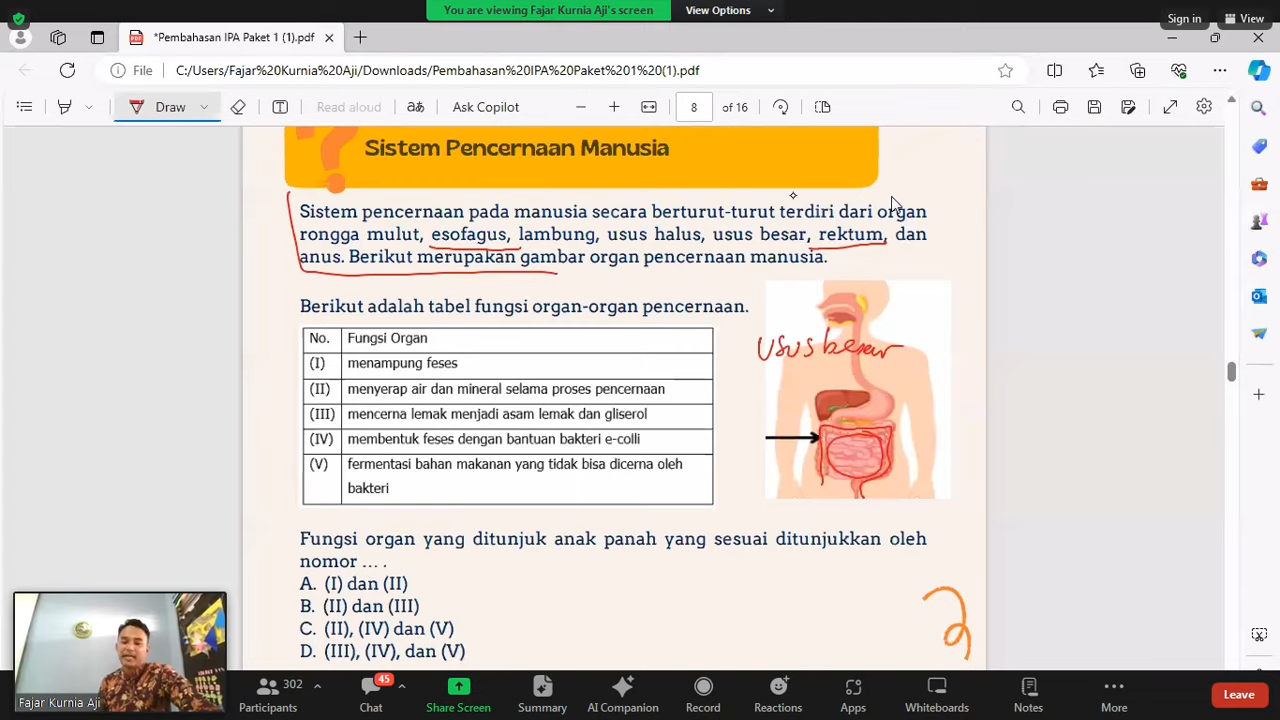 You are viewing Fajar Kurnia Aji's screen
View Options
Sign in
View
*Pembahasan IPA Paket 1 (1).pdf
File
C:/Users/Fajar%20Kurnia%20Aji/Downloads/Pembahasan%20IPA%20Paket%201%20(1).pdf
Draw
Read aloud
aあ
Ask Copilot
8
of 16
?
Sistem Pencernaan Manusia
Sistem pencernaan pada manusia secara berturut-turut terdiri dari organ
rongga mulut, esofagus, lambung, usus halus, usus besar, rektum, dan
anus. Berikut merupakan gambar organ pencernaan manusia.
Berikut adalah tabel fungsi organ-organ pencernaan.
No. Fungsi Organ
(I) menampung feses
(II) menyerap air dan mineral selama proses pencernaan
(III) mencerna lemak menjadi asam lemak dan gliserol
(IV) membentuk feses dengan bantuan bakteri e-colli
(V) fermentasi bahan makanan yang tidak bisa dicerna oleh
bakteri
Usus besar
Fungsi organ yang ditunjuk anak panah yang sesuai ditunjukkan oleh
nomor ... .
A. (I) dan (II)
B. (II) dan (III)
C. (II), (IV) dan (V)
D. (III), (IV), dan (V)
Fajar Kurnia Aji
302
Participants
45
Chat
Share Screen
Summary
AI Companion
Record
Reactions
Apps
Whiteboards
Notes
More
Leave